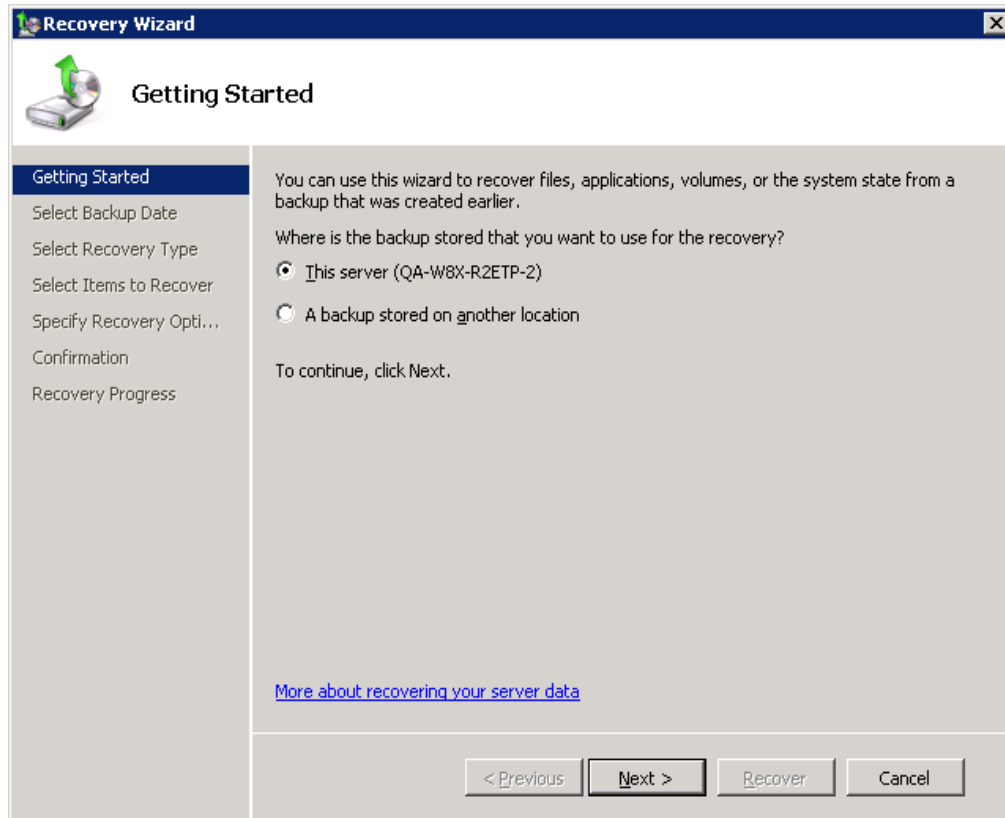 Recovery Wizard
Getting Started
Getting Started
Select Backup Date
Select Recovery Type
Select Items to Recover
Specify Recovery Opti...
Confirmation
Recovery Progress
You can use this wizard to recover files, applications, volumes, or the system state from a
backup that was created earlier.
Where is the backup stored that you want to use for the recovery?
This server (QA-W8X-R2ETP-2)
A backup stored on another location
To continue, click Next.
More about recovering your server data
< Previous
Next >
Recover
Cancel